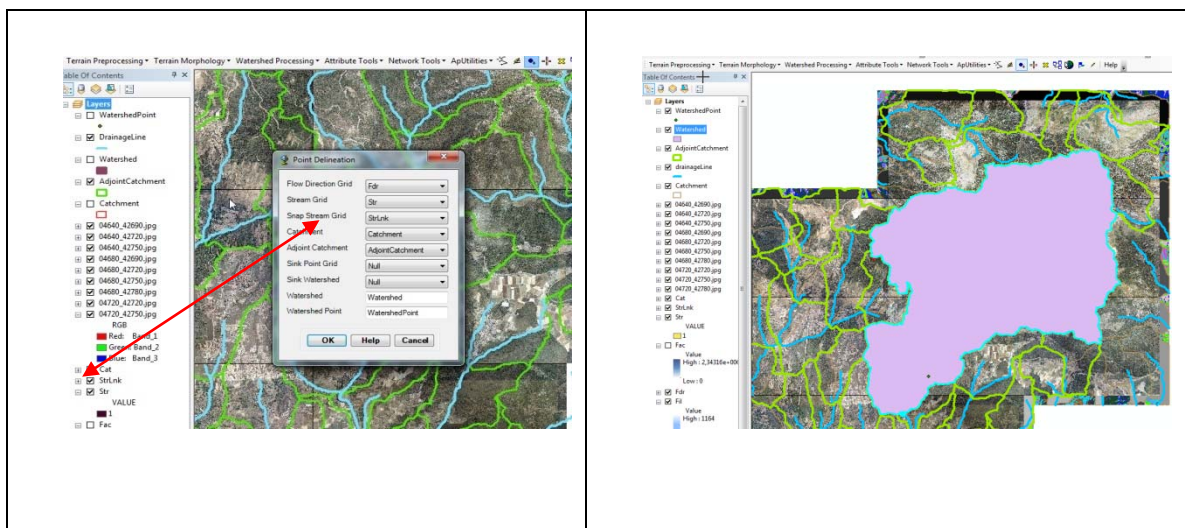 Terrain Preprocessing Terrain Morphology Watershed Processing Attribute Tools Network Tools ApUtilities
able Of Contents
Layers
WatershedPoint
DrainageLine
Watershed
AdjointCatchment
Catchment
04640_42690.jpg
04640_42720.jpg
04640_42750.jpg
04680_42690.jpg
04680_42720.jpg
04680_42750.jpg
04720_42720.jpg
04720_42750.jpg
RGB
Red: Band_1
Green: Band_2
Blue: Band_3
Cat
StrLnk
Str
VALUE
1
Fac
Point Delineation
Flow Direction Grid Fdr
Stream Grid Str
Snap Stream Grid StrLnk
Catchment Catchment
Adjoint Catchment AdjointCatchment
Sink Point Grid Null
Sink Watershed Null
Watershed Watershed
Watershed Point WatershedPoint
OK Help Cancel
Terrain Preprocessing Terrain Morphology Watershed Processing Attribute Tools Network Tools ApUtilities Help
Table Of Contents
Layers
WatershedPoint
Watershed
AdjointCatchment
drainageLine
Catchment
04640_42690.jpg
04640_42720.jpg
04640_42750.jpg
04680_42690.jpg
04680_42720.jpg
04680_42750.jpg
04680_42780.jpg
04720_42720.jpg
04720_42750.jpg
04720_42780.jpg
Cat
StrLnk
Str
VALUE
1
Fac
Value
High : 2,34316e+00
Low : 0
Fdr
Fil
Value
High : 1164